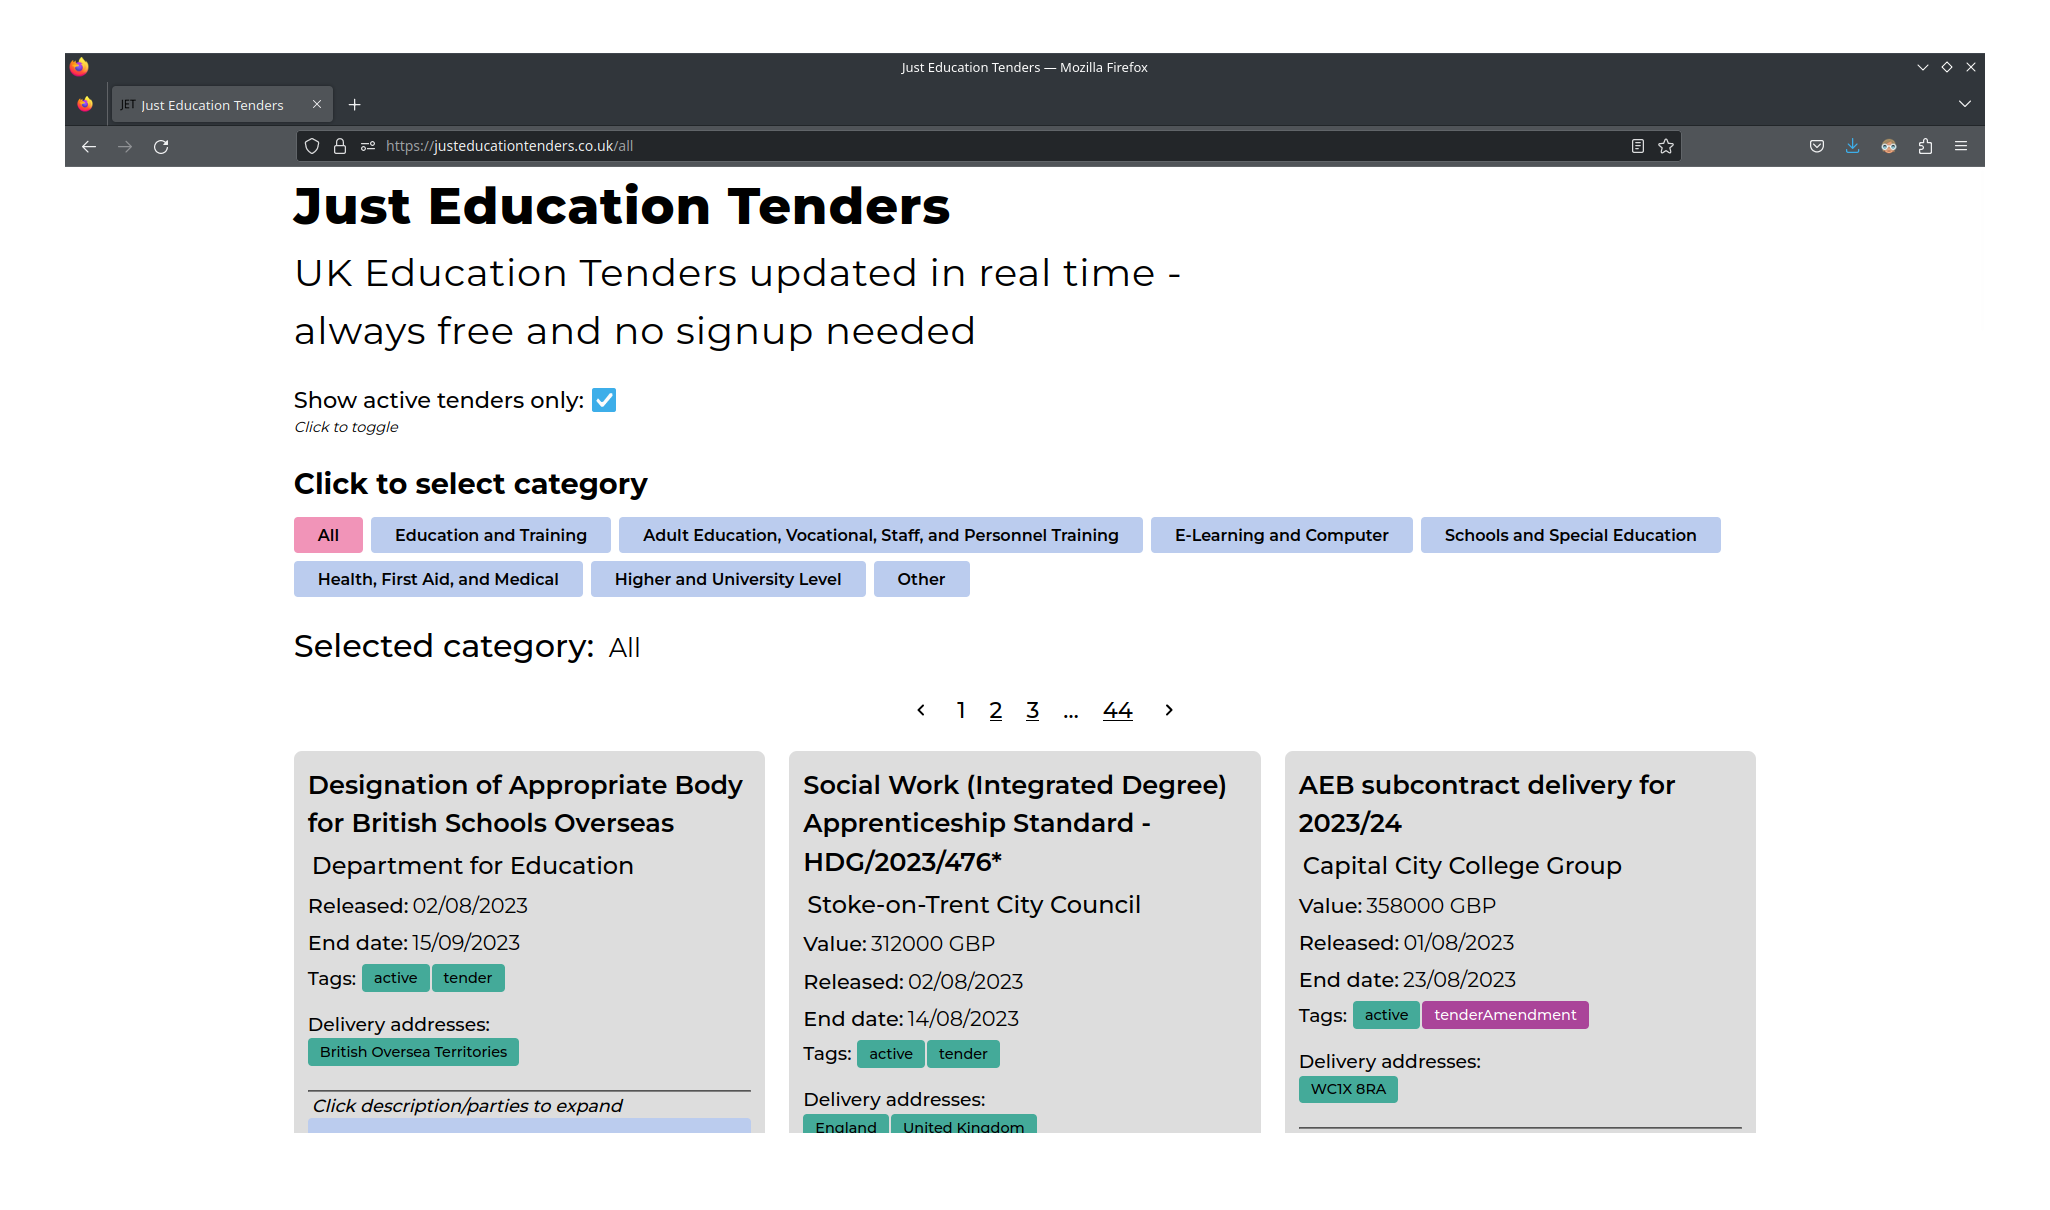 Just Education Tenders — Mozilla Firefox
JET Just Education Tenders
https://justeducationtenders.co.uk/all
Just Education Tenders
UK Education Tenders updated in real time -
always free and no signup needed
Show active tenders only:
Click to toggle
Click to select category
All
Education and Training
Adult Education, Vocational, Staff, and Personnel Training
E-Learning and Computer
Schools and Special Education
Health, First Aid, and Medical
Higher and University Level
Other
Selected category: All
1 2 3 ... 44
Designation of Appropriate Body
for British Schools Overseas
Department for Education
Released: 02/08/2023
End date: 15/09/2023
Tags: active tender
Delivery addresses:
British Oversea Territories
Click description/parties to expand
Social Work (Integrated Degree)
Apprenticeship Standard -
HDG/2023/476*
Stoke-on-Trent City Council
Value: 312000 GBP
Released: 02/08/2023
End date: 14/08/2023
Tags: active tender
Delivery addresses:
England United Kingdom
AEB subcontract delivery for
2023/24
Capital City College Group
Value: 358000 GBP
Released: 01/08/2023
End date: 23/08/2023
Tags: active tenderAmendment
Delivery addresses:
WC1X 8RA